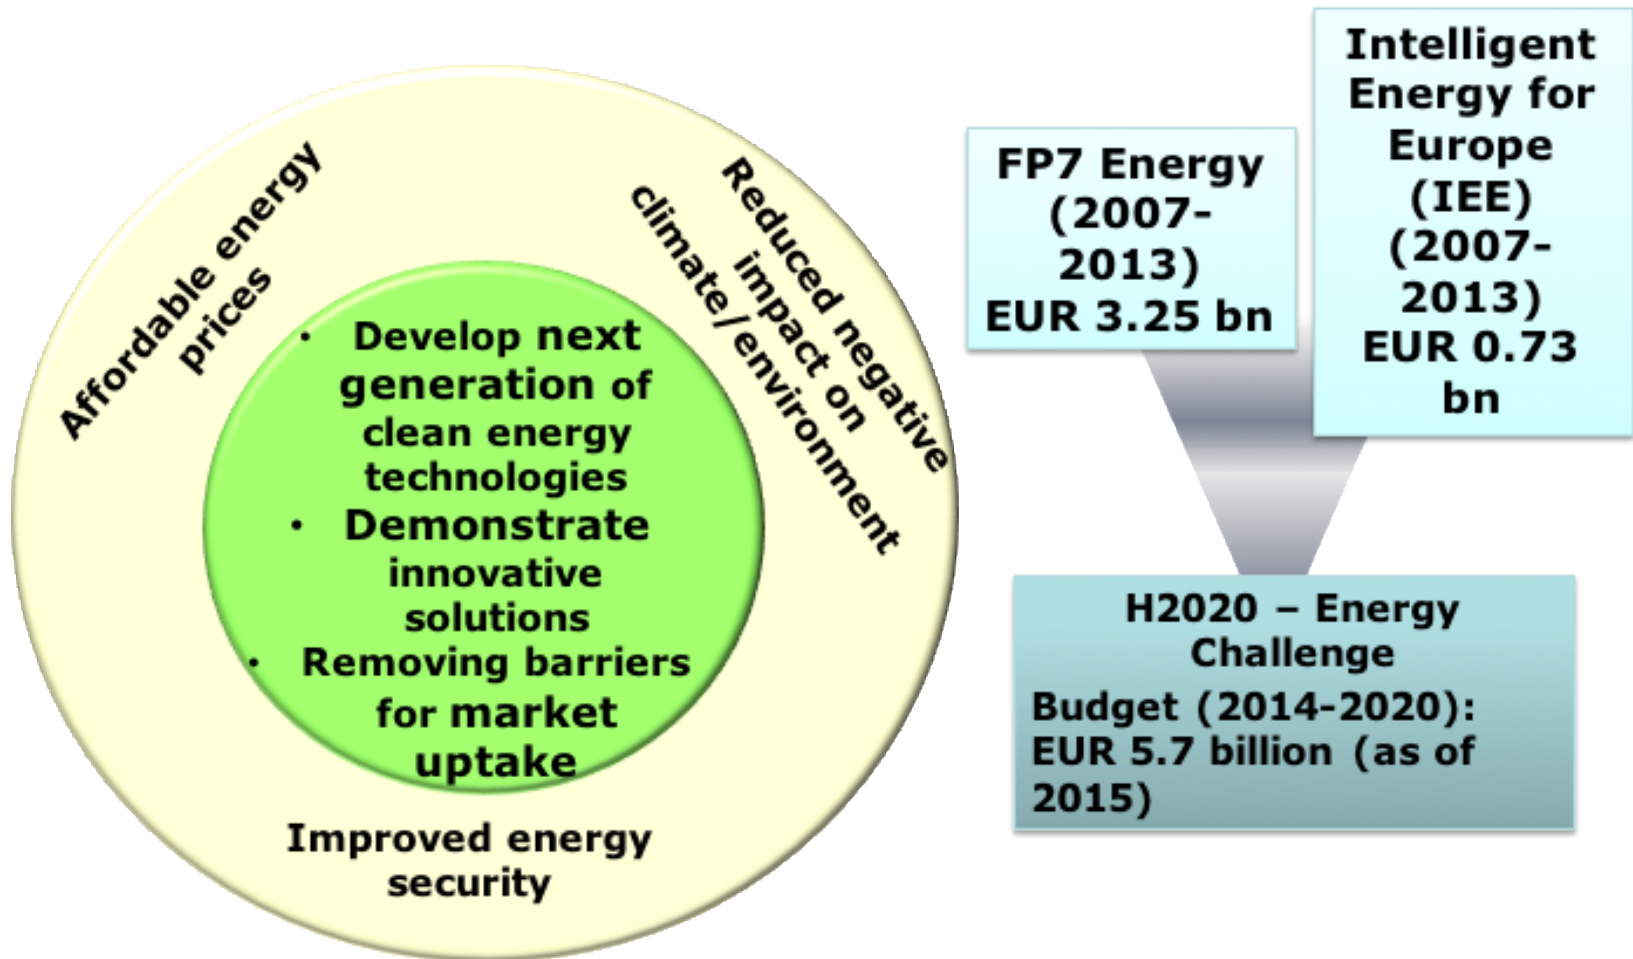 Affordable energy
prices
Reduced negative
impact on
climate/environment
• Develop next
generation of
clean energy
technologies
• Demonstrate
innovative
solutions
• Removing barriers
for market
uptake
Improved energy
security
FP7 Energy
(2007-
2013)
EUR 3.25 bn
Intelligent
Energy for
Europe
(IEE)
(2007-
2013)
EUR 0.73
bn
H2020 – Energy
Challenge
Budget (2014-2020):
EUR 5.7 billion (as of
2015)